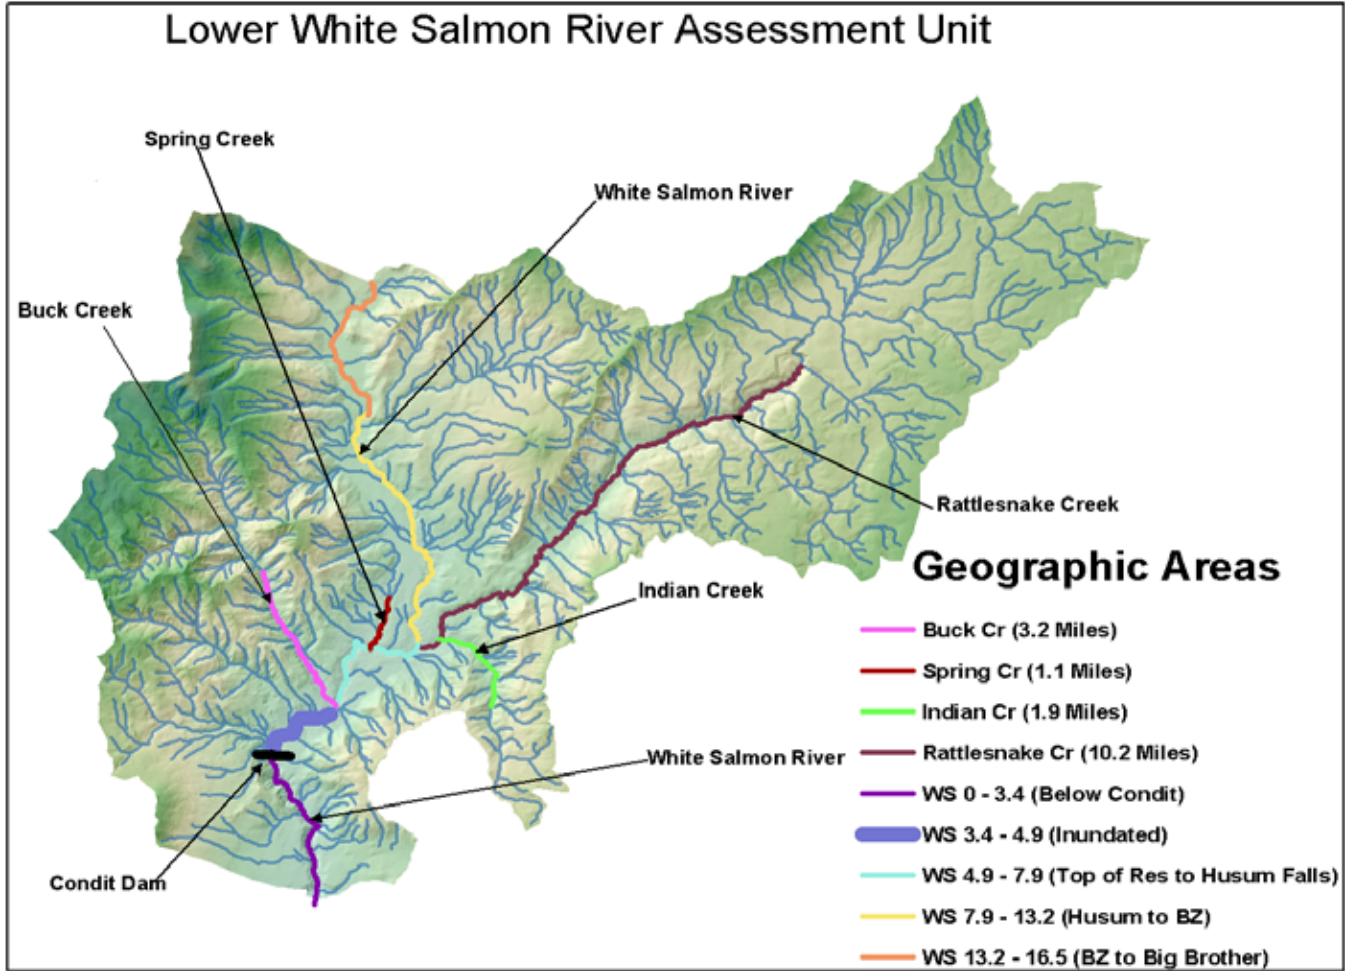 Lower White Salmon River Assessment Unit
Spring Creek
White Salmon River
Buck Creek
Rattlesnake Creek
Indian Creek
White Salmon River
Condit Dam
Geographic Areas
Buck Cr (3.2 Miles)
Spring Cr (1.1 Miles)
Indian Cr (1.9 Miles)
Rattlesnake Cr (10.2 Miles)
WS 0 - 3.4 (Below Condit)
WS 3.4 - 4.9 (Inundated)
WS 4.9 - 7.9 (Top of Res to Husum Falls)
WS 7.9 - 13.2 (Husum to BZ)
WS 13.2 - 16.5 (BZ to Big Brother)